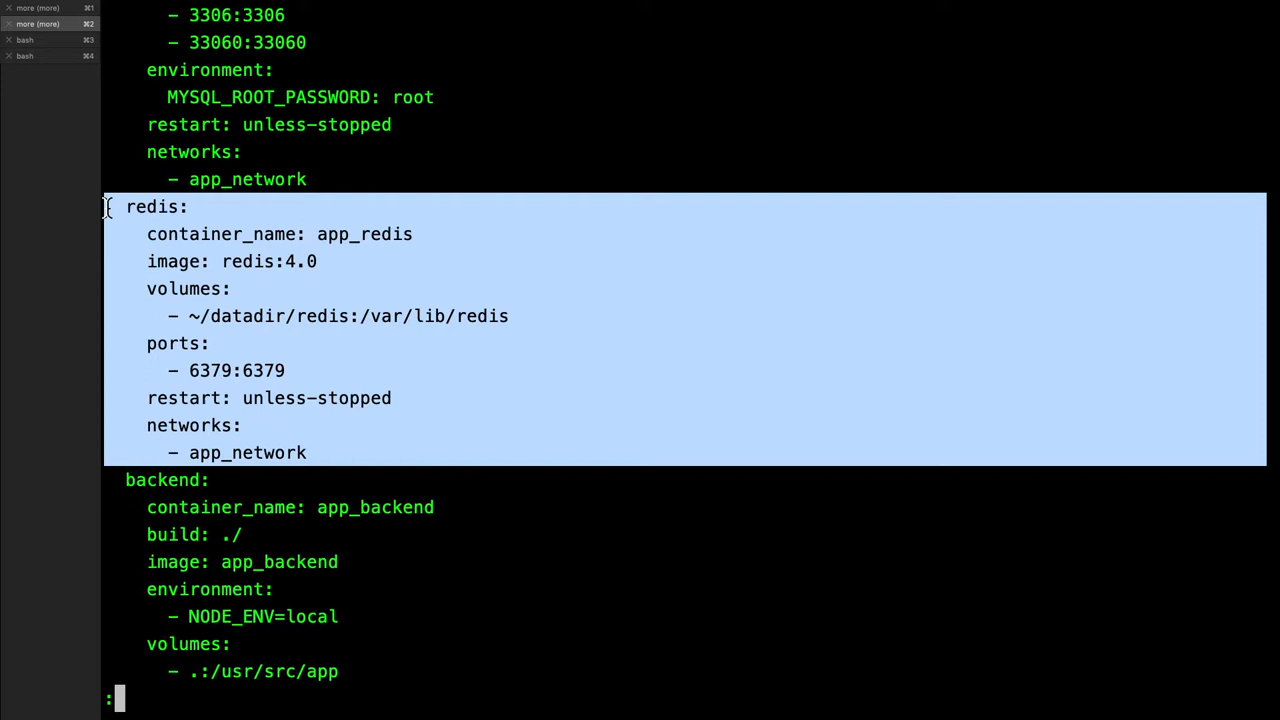 more (more) ⌘1
more (more) ⌘2
bash ⌘3
bash ⌘4
- 3306:3306
- 33060:33060
environment:
MYSQL_ROOT_PASSWORD: root
restart: unless-stopped
networks:
- app_network
redis:
container_name: app_redis
image: redis:4.0
volumes:
- ~/datadir/redis:/var/lib/redis
ports:
- 6379:6379
restart: unless-stopped
networks:
- app_network
backend:
container_name: app_backend
build: ./
image: app_backend
environment:
- NODE_ENV=local
volumes:
- .:/usr/src/app
: